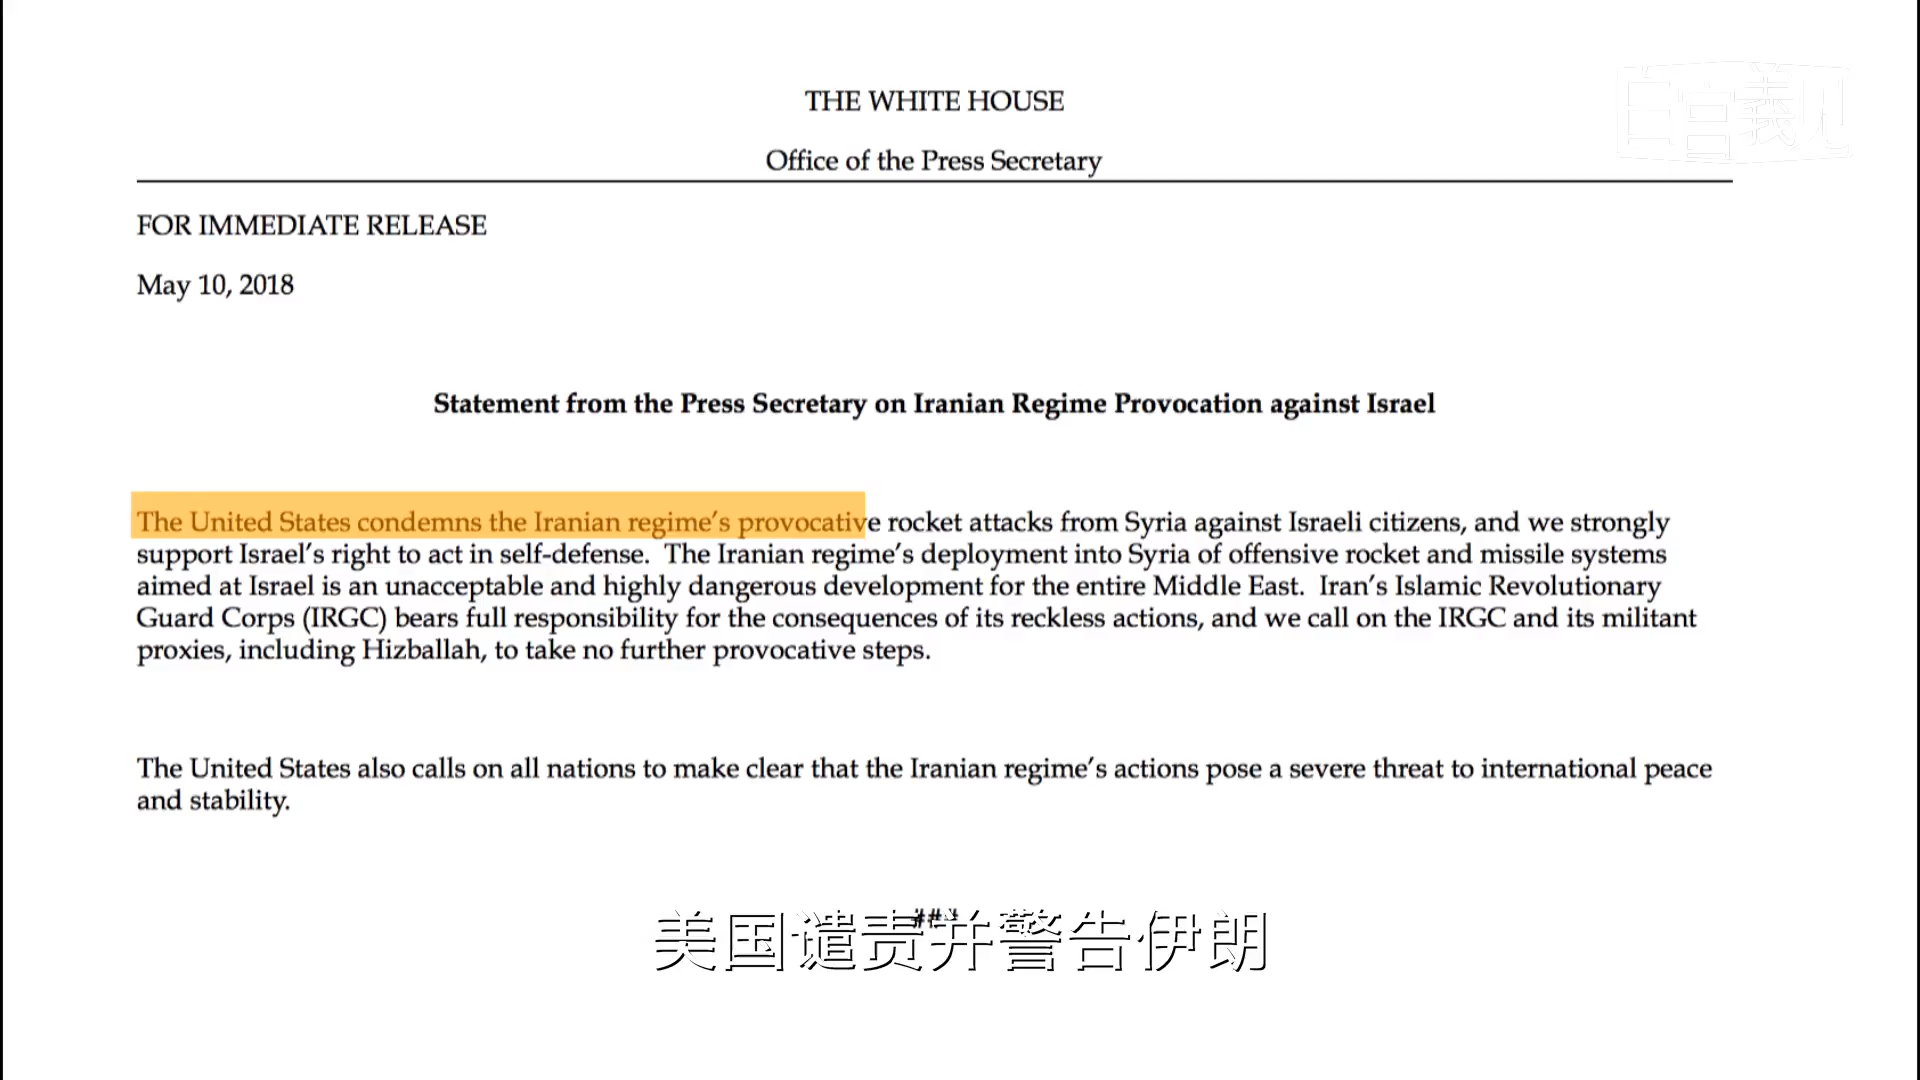 白宫義见
THE WHITE HOUSE
Office of the Press Secretary
FOR IMMEDIATE RELEASE
May 10, 2018
Statement from the Press Secretary on Iranian Regime Provocation against Israel
The United States condemns the Iranian regime’s provocative rocket attacks from Syria against Israeli citizens, and we strongly
support Israel’s right to act in self-defense.  The Iranian regime’s deployment into Syria of offensive rocket and missile systems
aimed at Israel is an unacceptable and highly dangerous development for the entire Middle East.  Iran’s Islamic Revolutionary
Guard Corps (IRGC) bears full responsibility for the consequences of its reckless actions, and we call on the IRGC and its militant
proxies, including Hizballah, to take no further provocative steps.
The United States also calls on all nations to make clear that the Iranian regime’s actions pose a severe threat to international peace
and stability.
###
美国谴责并警告伊朗